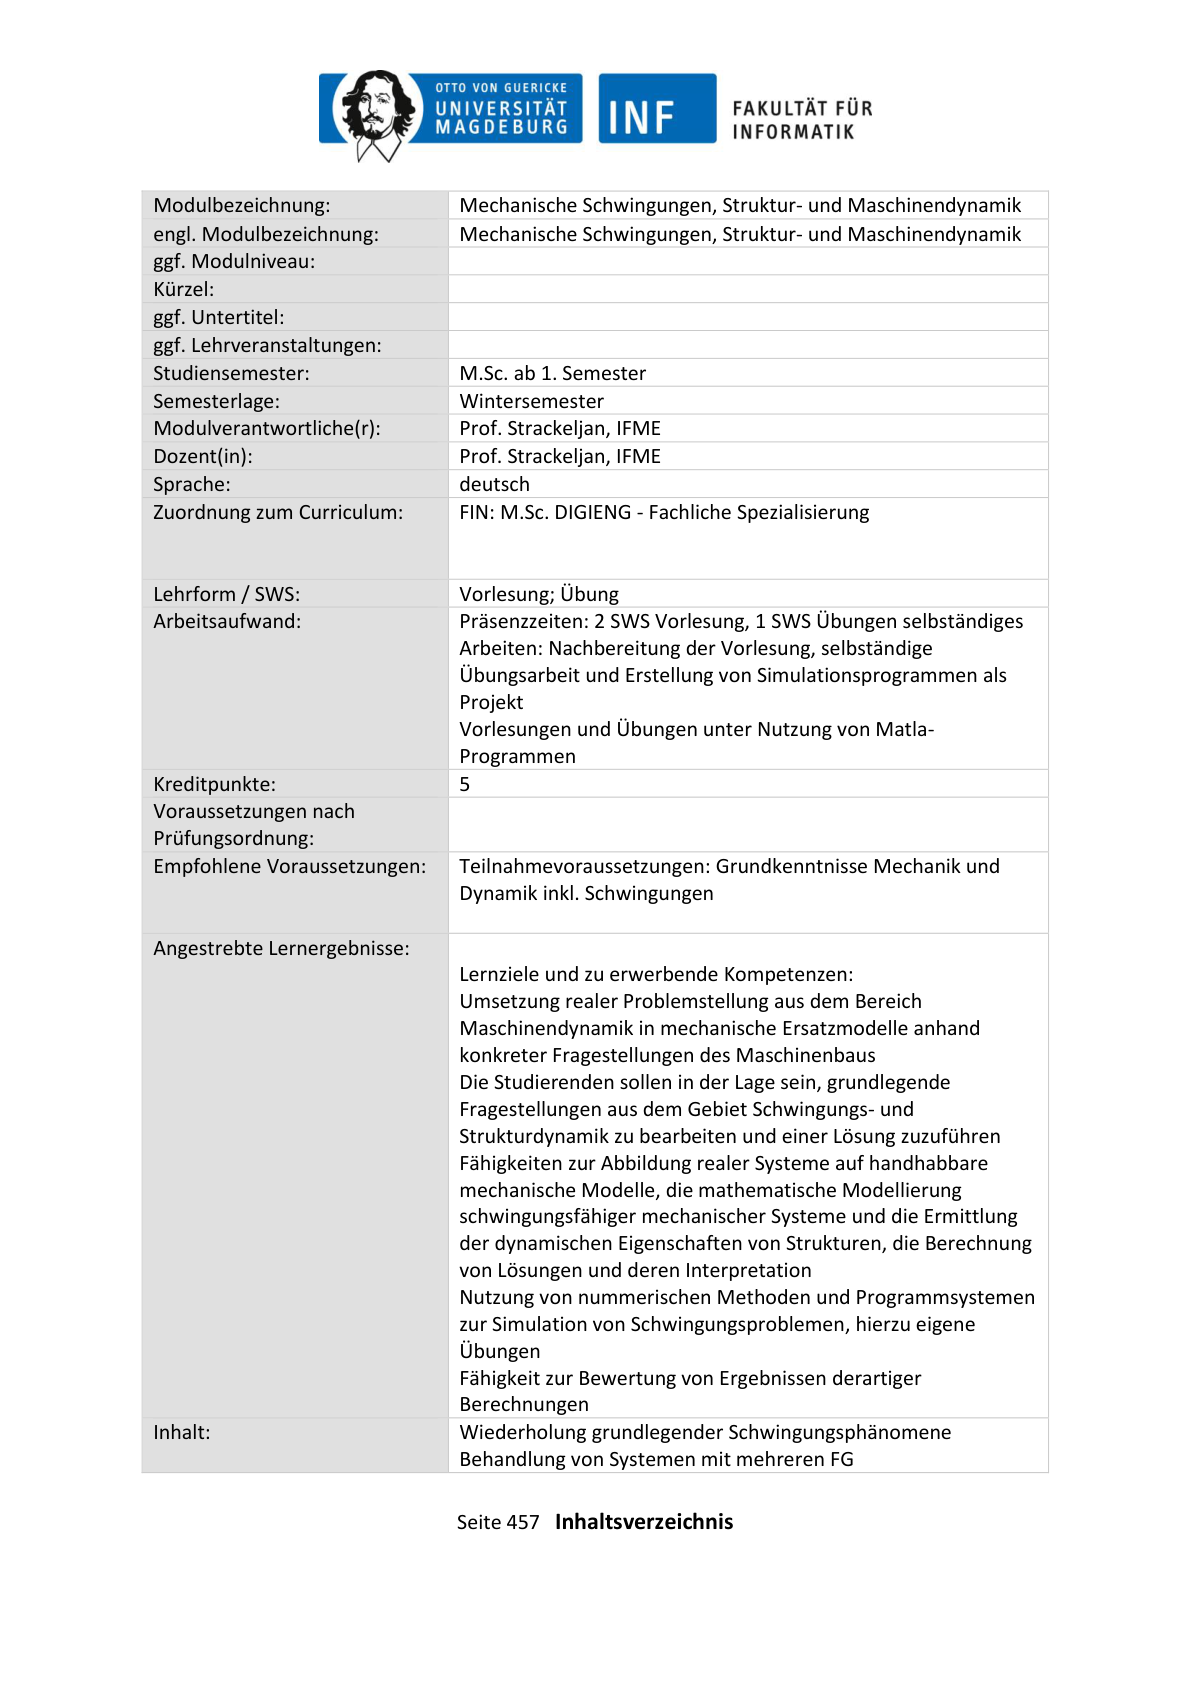 OTTO VON GUERICKE
UNIVERSITÄT
MAGDEBURG
INF
FAKULTÄT FÜR
INFORMATIK
Modulbezeichnung: Mechanische Schwingungen, Struktur- und Maschinendynamik
engl. Modulbezeichnung: Mechanische Schwingungen, Struktur- und Maschinendynamik
ggf. Modulniveau:
Kürzel:
ggf. Untertitel:
ggf. Lehrveranstaltungen:
Studiensemester: M.Sc. ab 1. Semester
Semesterlage: Wintersemester
Modulverantwortliche(r): Prof. Strackeljan, IFME
Dozent(in): Prof. Strackeljan, IFME
Sprache: deutsch
Zuordnung zum Curriculum: FIN: M.Sc. DIGIENG - Fachliche Spezialisierung
Lehrform / SWS: Vorlesung; Übung
Arbeitsaufwand: Präsenzzeiten: 2 SWS Vorlesung, 1 SWS Übungen selbständiges
Arbeiten: Nachbereitung der Vorlesung, selbständige
Übungsarbeit und Erstellung von Simulationsprogrammen als
Projekt
Vorlesungen und Übungen unter Nutzung von Matla-
Programmen
Kreditpunkte: 5
Voraussetzungen nach
Prüfungsordnung:
Empfohlene Voraussetzungen: Teilnahmevoraussetzungen: Grundkenntnisse Mechanik und
Dynamik inkl. Schwingungen
Angestrebte Lernergebnisse:
Lernziele und zu erwerbende Kompetenzen:
Umsetzung realer Problemstellung aus dem Bereich
Maschinendynamik in mechanische Ersatzmodelle anhand
konkreter Fragestellungen des Maschinenbaus
Die Studierenden sollen in der Lage sein, grundlegende
Fragestellungen aus dem Gebiet Schwingungs- und
Strukturdynamik zu bearbeiten und einer Lösung zuzuführen
Fähigkeiten zur Abbildung realer Systeme auf handhabbare
mechanische Modelle, die mathematische Modellierung
schwingungsfähiger mechanischer Systeme und die Ermittlung
der dynamischen Eigenschaften von Strukturen, die Berechnung
von Lösungen und deren Interpretation
Nutzung von nummerischen Methoden und Programmsystemen
zur Simulation von Schwingungsproblemen, hierzu eigene
Übungen
Fähigkeit zur Bewertung von Ergebnissen derartiger
Berechnungen
Inhalt: Wiederholung grundlegender Schwingungsphänomene
Behandlung von Systemen mit mehreren FG
Seite 457 Inhaltsverzeichnis